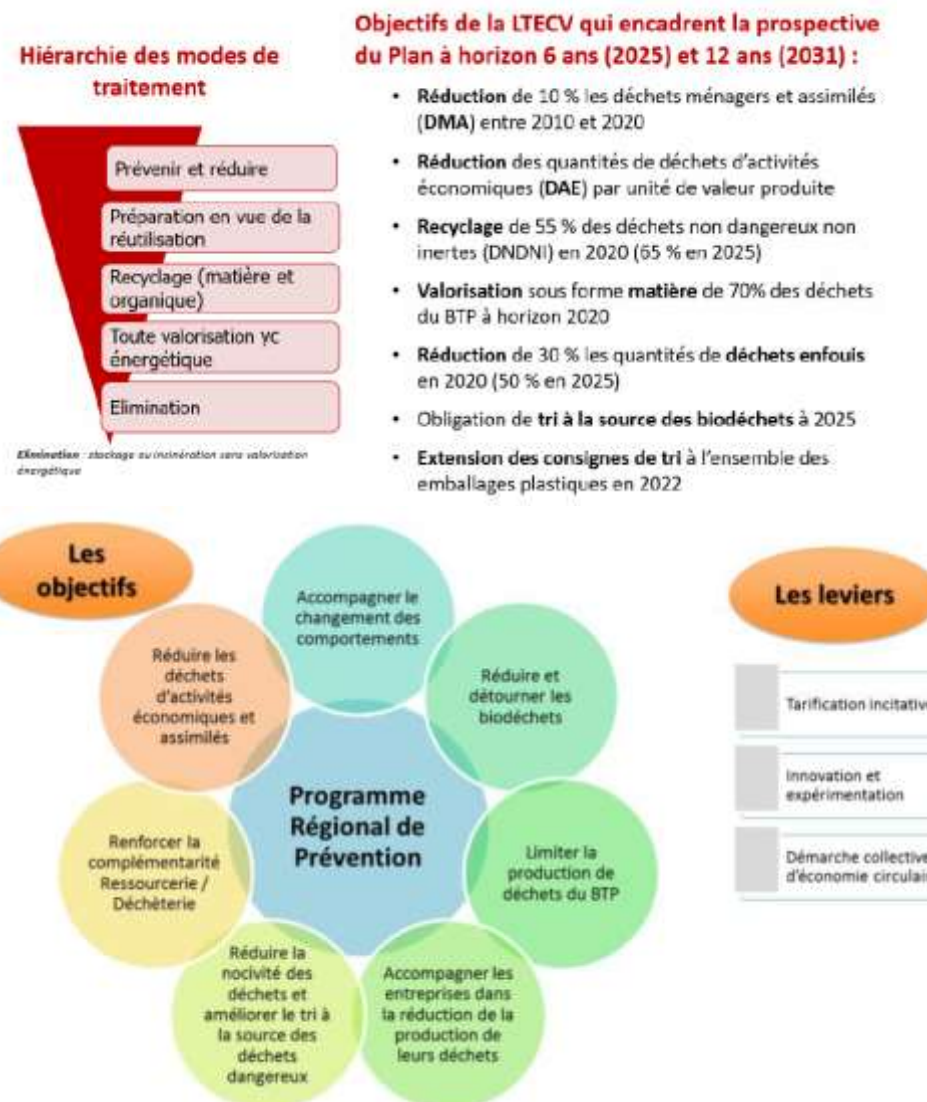 Hiérarchie des modes de
traitement
Prévenir et réduire
Préparation en vue de la
réutilisation
Recyclage (matière et
organique)
Toute valorisation yc
énergétique
Elimination
Elimination : stockage ou incinération sans valorisation
énergétique
Objectifs de la LTECV qui encadrent la prospective
du Plan à horizon 6 ans (2025) et 12 ans (2031) :
• Réduction de 10 % les déchets ménagers et assimilés
(DMA) entre 2010 et 2020
• Réduction des quantités de déchets d'activités
économiques (DAE) par unité de valeur produite
• Recyclage de 55 % des déchets non dangereux non
inertes (DNDNI) en 2020 (65 % en 2025)
• Valorisation sous forme matière de 70% des déchets
du BTP à horizon 2020
• Réduction de 30 % les quantités de déchets enfouis
en 2020 (50 % en 2025)
• Obligation de tri à la source des biodéchets à 2025
• Extension des consignes de tri à l'ensemble des
emballages plastiques en 2022
Les
objectifs
Accompagner le
changement des
comportements
Réduire et
détourner les
biodéchets
Limiter la
production de
déchets du BTP
Accompagner les
entreprises dans
la réduction de la
production de
leurs déchets
Réduire la
nocivité des
déchets et
améliorer le tri à
la source des
déchets
dangereux
Renforcer la
complémentarité
Ressourcerie /
Déchèterie
Réduire les
déchets
d'activités
économiques et
assimilés
Programme
Régional de
Prévention
Les leviers
Tarification incitative
Innovation et
expérimentation
Démarche collective
d'économie circulai